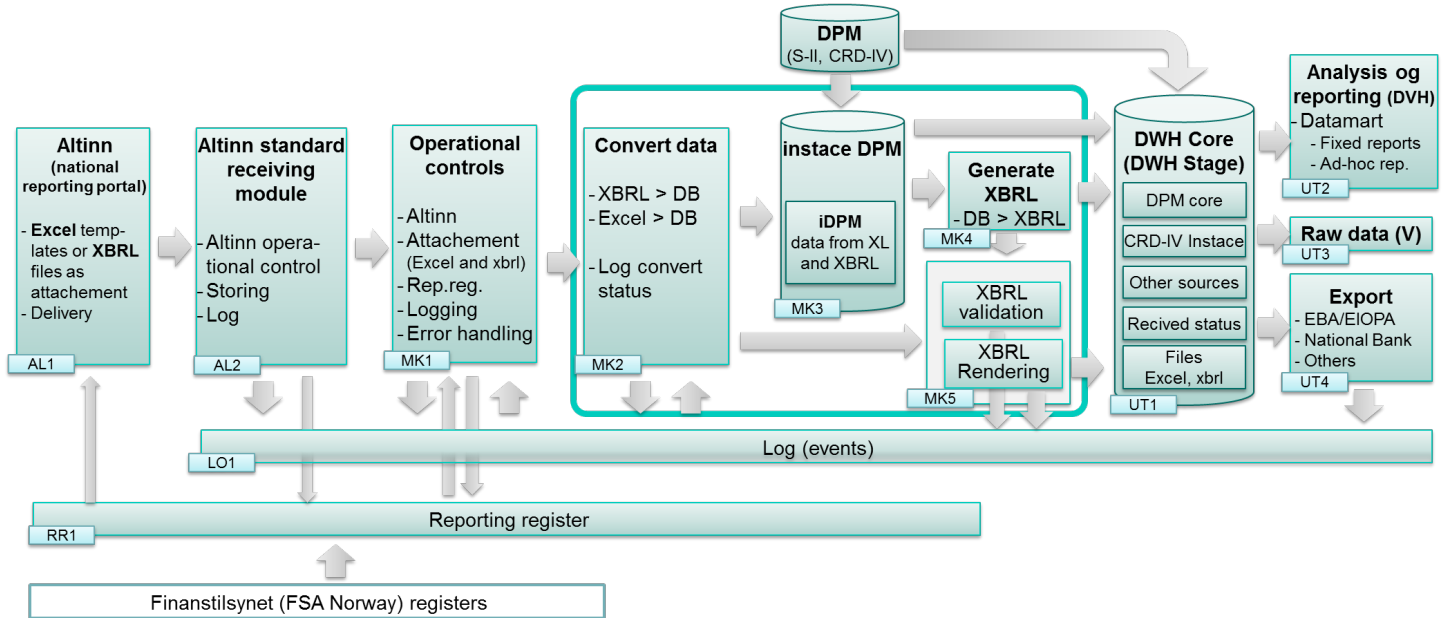 DPM
(S-II, CRD-IV)
Altinn
(national
reporting portal)
- Excel temp-
lates or XBRL
files as
attachement
- Delivery
AL1
Altinn standard
receiving
module
- Altinn opera-
tional control
- Storing
- Log
AL2
Operational
controls
- Altinn
- Attachement
(Excel and xbrl)
- Rep.reg.
- Logging
- Error handling
MK1
Convert data
- XBRL > DB
- Excel > DB
- Log convert
status
MK2
instace DPM
iDPM
data from XL
and XBRL
MK3
Generate
XBRL
- DB > XBRL
MK4
XBRL
validation
XBRL
Rendering
MK5
DWH Core
(DWH Stage)
DPM core
CRD-IV Instace
Other sources
Recived status
Files
Excel, xbrl
UT1
Analysis og
reporting (DVH)
- Datamart
- Fixed reports
- Ad-hoc rep.
UT2
Raw data (V)
UT3
Export
- EBA/EIOPA
- National Bank
- Others
UT4
Log (events)
LO1
Reporting register
RR1
Finanstilsynet (FSA Norway) registers